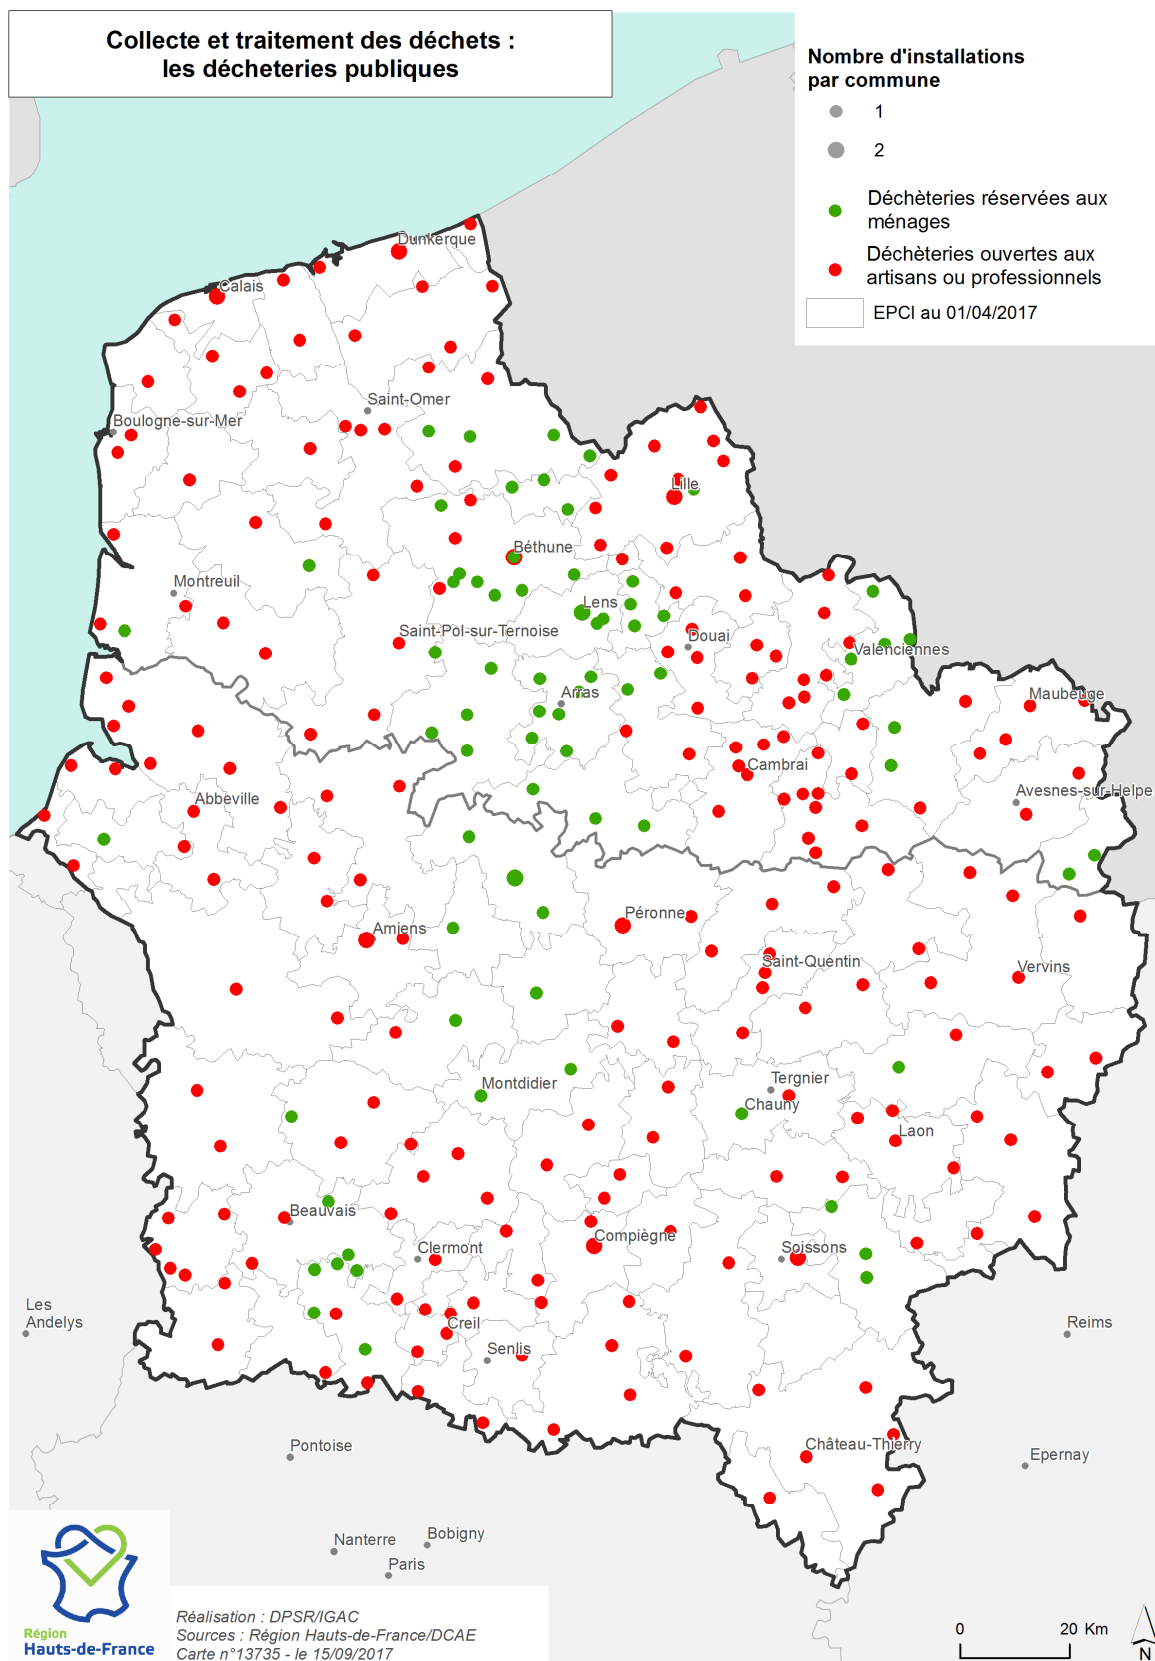 Collecte et traitement des déchets :
les décheteries publiques
Nombre d'installations
par commune
1
2
Déchèteries réservées aux
ménages
Déchèteries ouvertes aux
artisans ou professionnels
EPCI au 01/04/2017
Dunkerque
Calais
Saint-Omer
Boulogne-sur-Mer
Lille
Béthune
Montreuil
Lens
Saint-Pol-sur-Ternoise
Douai
Valenciennes
Arras
Maubeuge
Cambrai
Abbeville
Avesnes-sur-Helpe
Péronne
Amiens
Saint-Quentin
Vervins
Montdidier
Tergnier
Chauny
Laon
Beauvais
Compiègne
Clermont
Soissons
Les
Andelys
Creil
Reims
Senlis
Pontoise
Château-Thierry
Epernay
Nanterre
Bobigny
Paris
Région
Hauts-de-France
Réalisation : DPSR/IGAC
Sources : Région Hauts-de-France/DCAE
Carte n°13735 - le 15/09/2017
0 20 Km
N